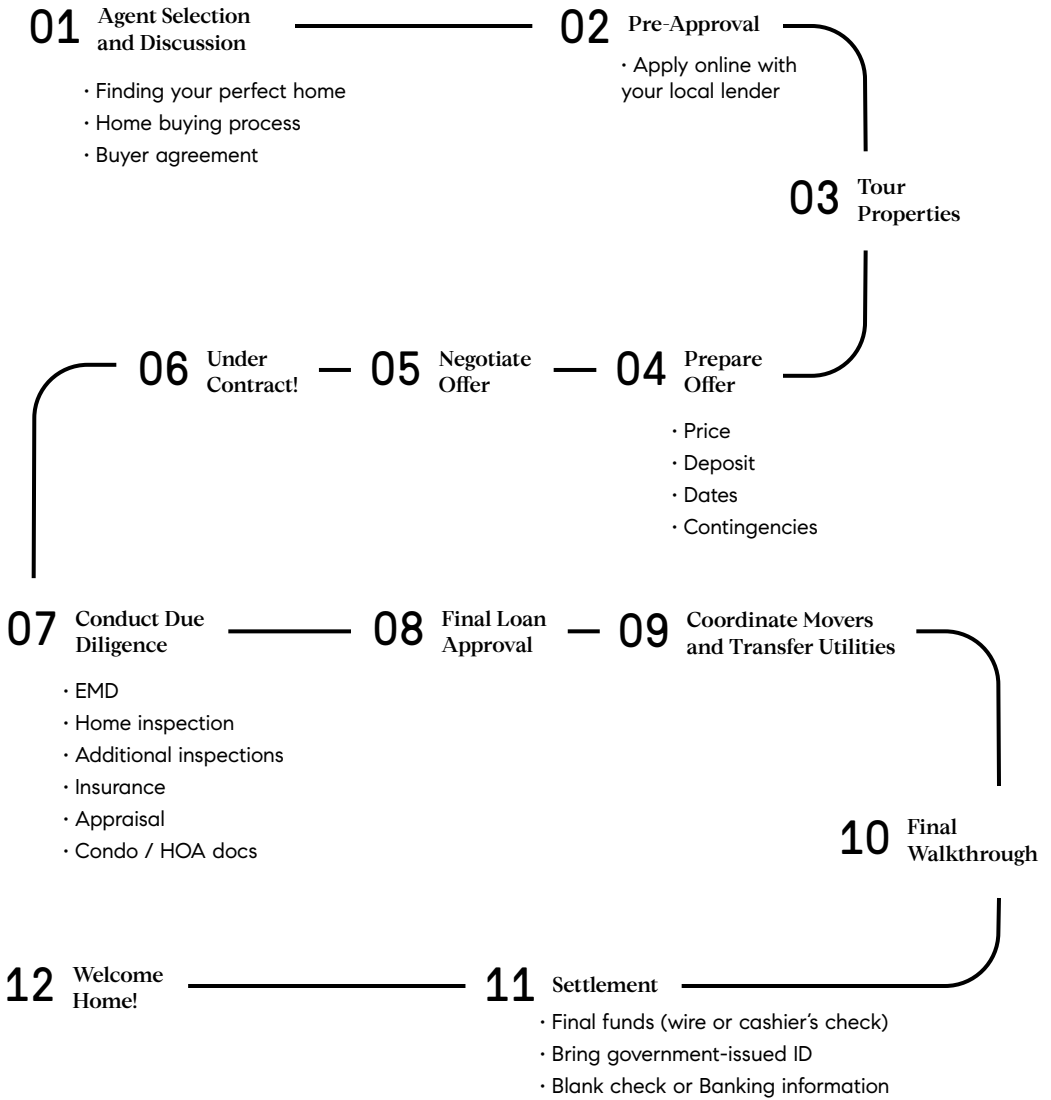 01 Agent Selection
and Discussion
· Finding your perfect home
· Home buying process
· Buyer agreement
02 Pre-Approval
· Apply online with
your local lender
03 Tour
Properties
04 Prepare
Offer
· Price
· Deposit
· Dates
· Contingencies
05 Negotiate
Offer
06 Under
Contract!
07 Conduct Due
Diligence
· EMD
· Home inspection
· Additional inspections
· Insurance
· Appraisal
· Condo / HOA docs
08 Final Loan
Approval
09 Coordinate Movers
and Transfer Utilities
10 Final
Walkthrough
11 Settlement
· Final funds (wire or cashier’s check)
· Bring government-issued ID
· Blank check or Banking information
12 Welcome
Home!